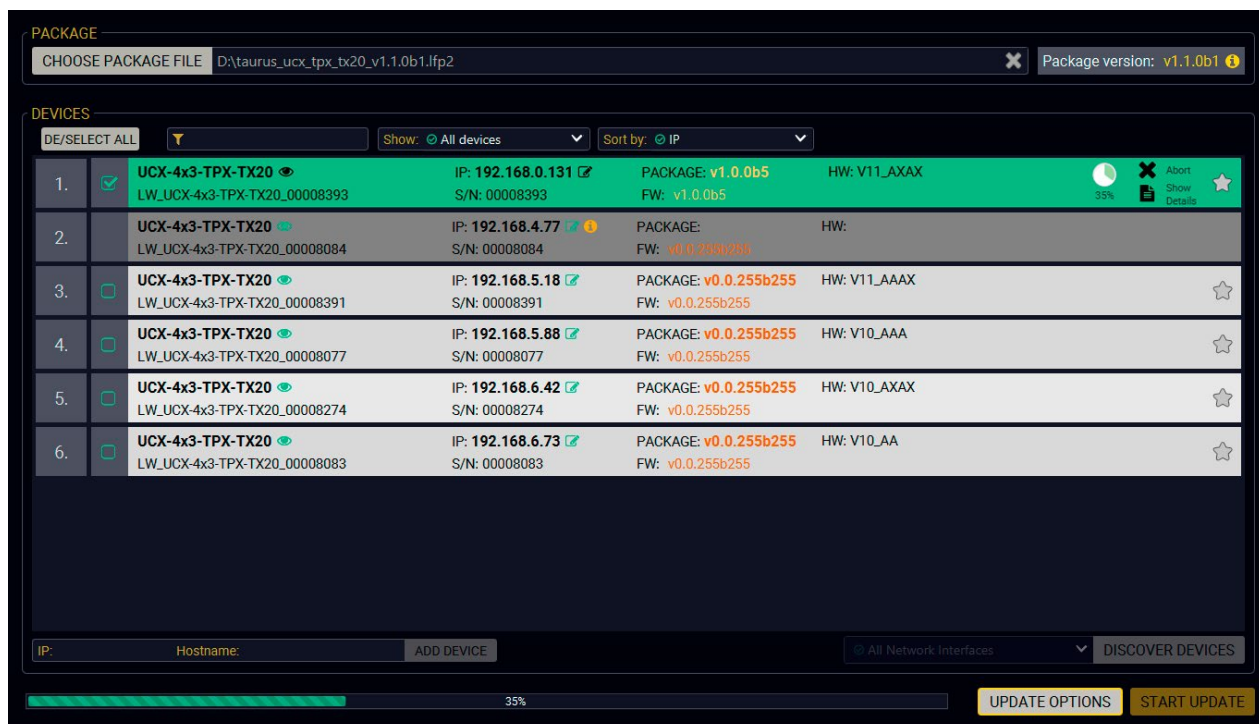 PACKAGE
CHOOSE PACKAGE FILE D:\taurus_ucx_tpx_tx20_v1.1.0b1.lfp2 Package version: v1.1.0b1
DEVICES
DE/SELECT ALL Show: All devices Sort by: IP
1. UCX-4x3-TPX-TX20 IP: 192.168.0.131 PACKAGE: v1.0.0b5 HW: V11_AXAX Abort
LW_UCX-4x3-TPX-TX20_00008393 S/N: 00008393 FW: v1.0.0b5 35% Show Details
2. UCX-4x3-TPX-TX20 IP: 192.168.4.77 PACKAGE: HW:
LW_UCX-4x3-TPX-TX20_00008084 S/N: 00008084 FW: v0.0.255b255
3. UCX-4x3-TPX-TX20 IP: 192.168.5.18 PACKAGE: v0.0.255b255 HW: V11_AAAX
LW_UCX-4x3-TPX-TX20_00008391 S/N: 00008391 FW: v0.0.255b255
4. UCX-4x3-TPX-TX20 IP: 192.168.5.88 PACKAGE: v0.0.255b255 HW: V10_AAA
LW_UCX-4x3-TPX-TX20_00008077 S/N: 00008077 FW: v0.0.255b255
5. UCX-4x3-TPX-TX20 IP: 192.168.6.42 PACKAGE: v0.0.255b255 HW: V10_AXAX
LW_UCX-4x3-TPX-TX20_00008274 S/N: 00008274 FW: v0.0.255b255
6. UCX-4x3-TPX-TX20 IP: 192.168.6.73 PACKAGE: v0.0.255b255 HW: V10_AA
LW_UCX-4x3-TPX-TX20_00008083 S/N: 00008083 FW: v0.0.255b255
IP: Hostname: ADD DEVICE All Network Interfaces DISCOVER DEVICES
35% UPDATE OPTIONS START UPDATE